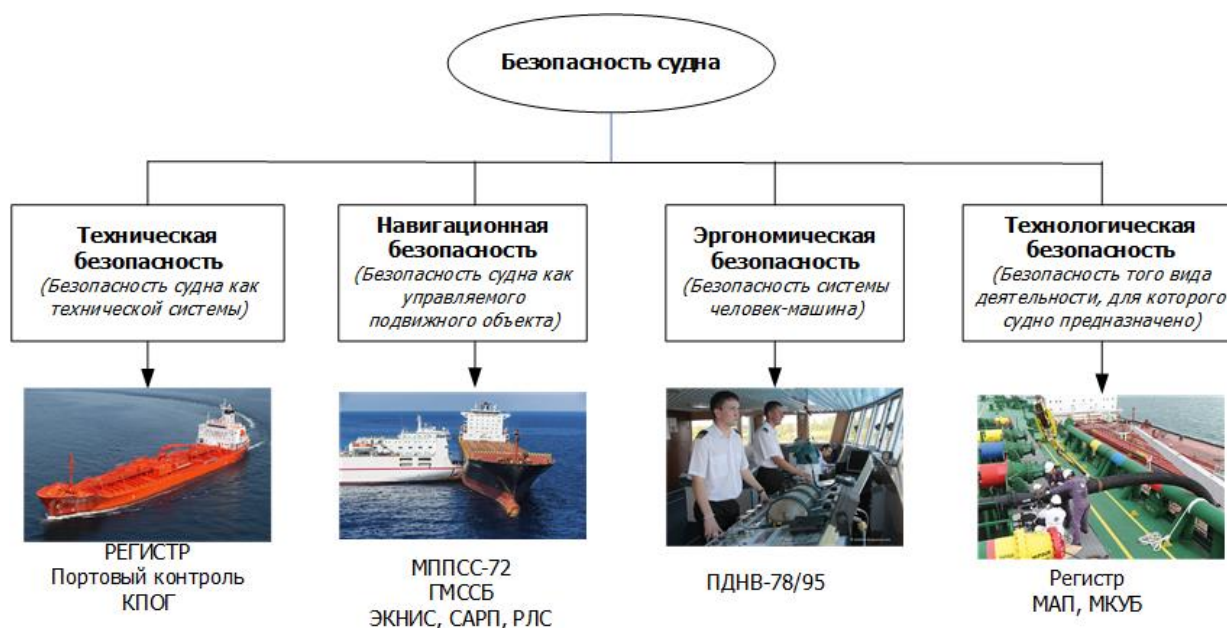 Безопасность судна
Техническая
безопасность
(Безопасность судна как
технической системы)
Навигационная
безопасность
(Безопасность судна как
управляемого
подвижного объекта)
Эргономическая
безопасность
(Безопасность системы
человек-машина)
Технологическая
безопасность
(Безопасность того вида
деятельности, для которого
судно предназначено)
РЕГИСТР
Портовый контроль
КПОГ
МППСС-72
ГМССБ
ЭКНИС, САРП, РЛС
ПДНВ-78/95
Регистр
МАП, МКУБ